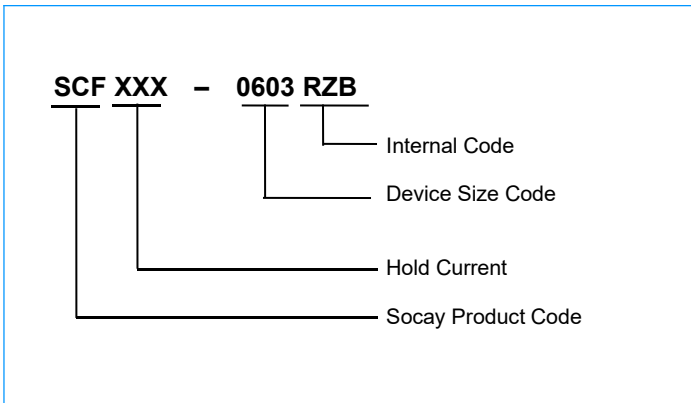 SCF XXX – 0603 RZB
Internal Code
Device Size Code
Hold Current
Socay Product Code